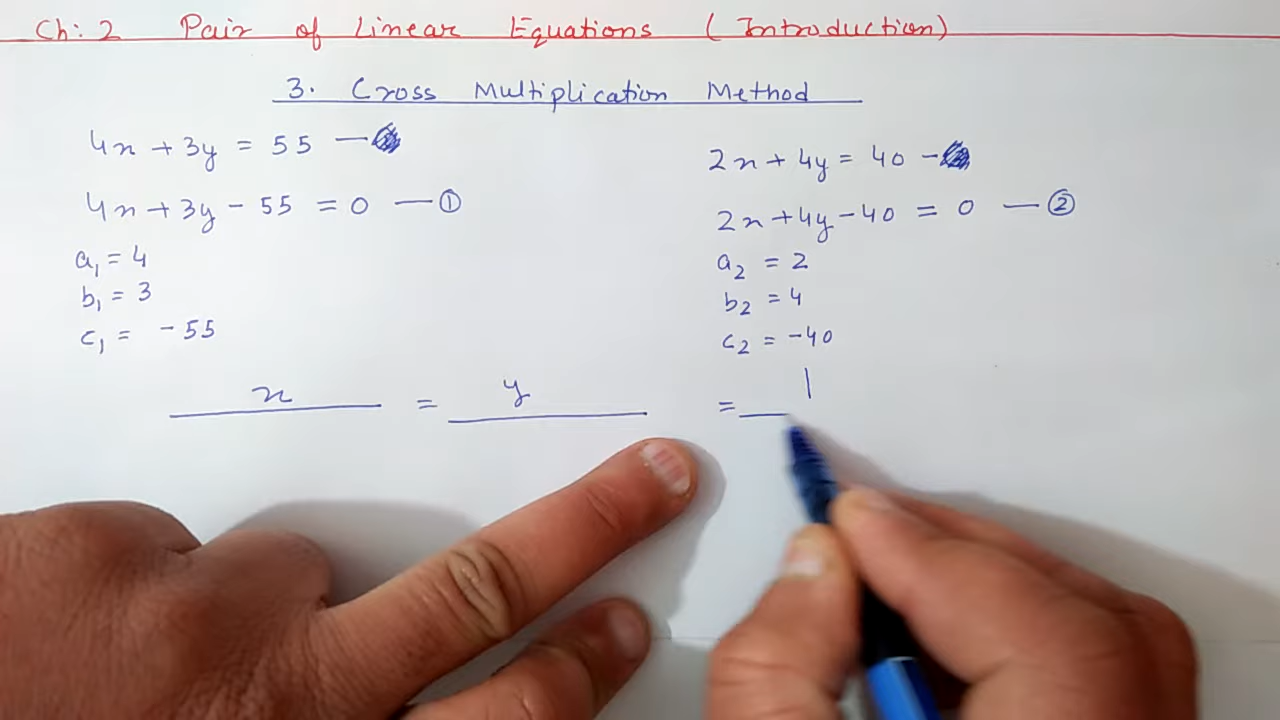 Ch: 2 Pair of Linear Equations (Introduction)
3. Cross Multiplication Method
4x + 3y = 55 —
4x + 3y - 55 = 0 — ①
a₁ = 4
b₁ = 3
c₁ = -55
2x + 4y = 40 -
2x + 4y - 40 = 0 — ②
a₂ = 2
b₂ = 4
c₂ = -40
x = y = 1